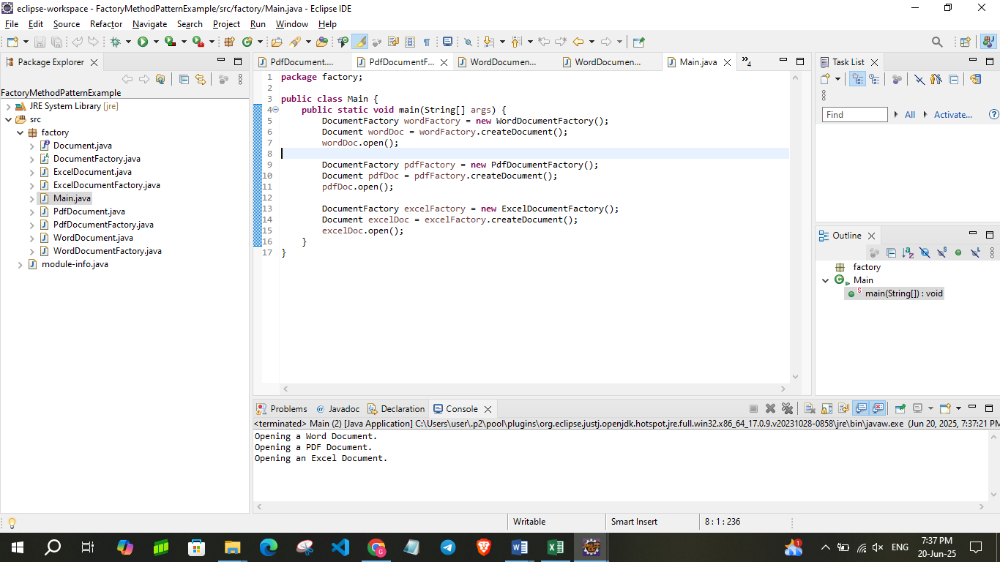 eclipse-workspace - FactoryMethodPatternExample/src/factory/Main.java - Eclipse IDE
File Edit Source Refactor Navigate Search Project Run Window Help
Package Explorer
FactoryMethodPatternExample
JRE System Library [jre]
src
factory
Document.java
DocumentFactory.java
ExcelDocument.java
ExcelDocumentFactory.java
Main.java
PdfDocument.java
PdfDocumentFactory.java
WordDocument.java
WordDocumentFactory.java
module-info.java
PdfDocument.... PdfDocumentF... WordDocumen... WordDocumen... Main.java »4
1 package factory;
2
3 public class Main {
4 public static void main(String[] args) {
5 DocumentFactory wordFactory = new WordDocumentFactory();
6 Document wordDoc = wordFactory.createDocument();
7 wordDoc.open();
8
9 DocumentFactory pdfFactory = new PdfDocumentFactory();
10 Document pdfDoc = pdfFactory.createDocument();
11 pdfDoc.open();
12
13 DocumentFactory excelFactory = new ExcelDocumentFactory();
14 Document excelDoc = excelFactory.createDocument();
15 excelDoc.open();
16 }
17 }
Task List
Find All Activate...
Outline
factory
Main
main(String[]) : void
Problems @ Javadoc Declaration Console
<terminated> Main (2) [Java Application] C:\Users\user\.p2\pool\plugins\org.eclipse.justj.openjdk.hotspot.jre.full.win32.x86_64_17.0.9.v20231028-0858\jre\bin\javaw.exe (Jun 20, 2025, 7:37:21 PM
Opening a Word Document.
Opening a PDF Document.
Opening an Excel Document.
Writable Smart Insert 8 : 1 : 236
ENG
7:37 PM
20-Jun-25